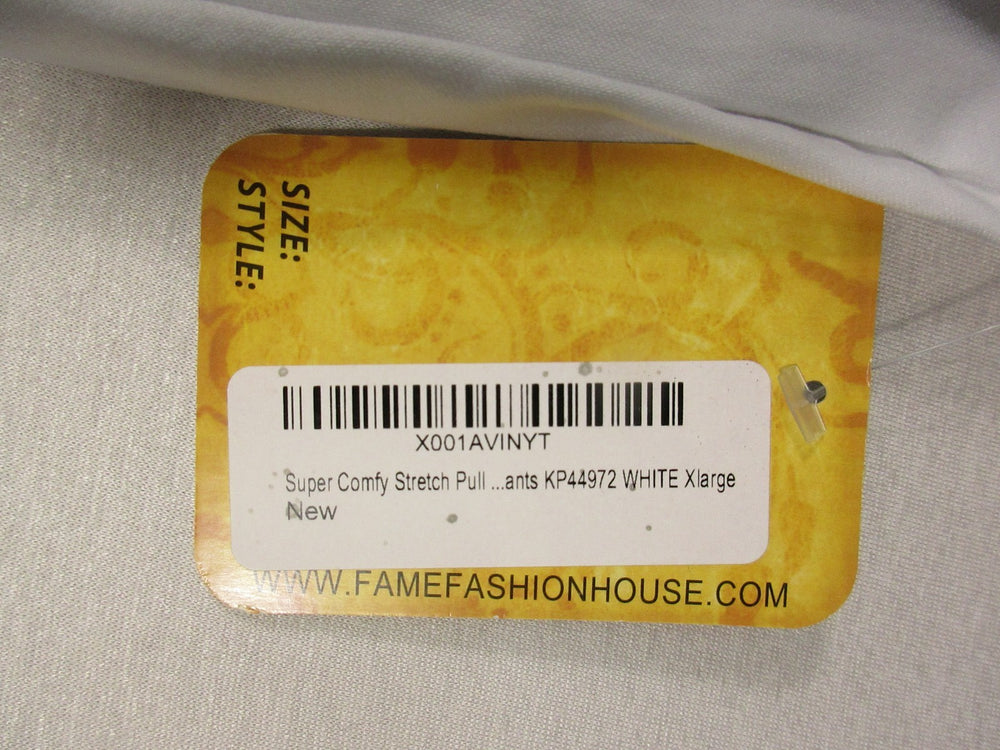 SIZE:
STYLE:
X001AVINYT
Super Comfy Stretch Pull ...ants KP44972 WHITE Xlarge
New
WWW.FAMEFASHIONHOUSE.COM